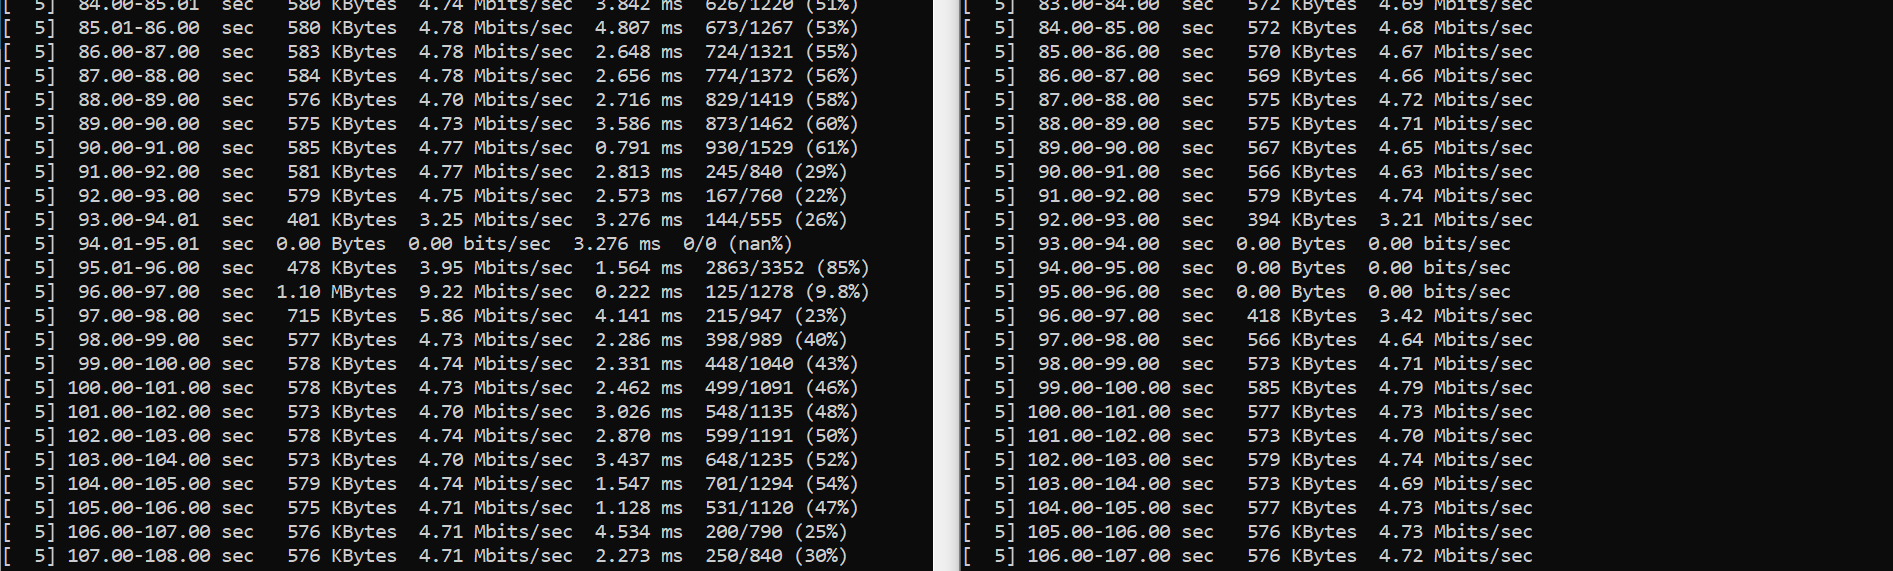 [  5]  84.00-85.01  sec   580 KBytes  4.74 Mbits/sec  3.842 ms  626/1220 (51%)
[  5]  85.01-86.00  sec   580 KBytes  4.78 Mbits/sec  4.807 ms  673/1267 (53%)
[  5]  86.00-87.00  sec   583 KBytes  4.78 Mbits/sec  2.648 ms  724/1321 (55%)
[  5]  87.00-88.00  sec   584 KBytes  4.78 Mbits/sec  2.656 ms  774/1372 (56%)
[  5]  88.00-89.00  sec   576 KBytes  4.70 Mbits/sec  2.716 ms  829/1419 (58%)
[  5]  89.00-90.00  sec   575 KBytes  4.73 Mbits/sec  3.586 ms  873/1462 (60%)
[  5]  90.00-91.00  sec   585 KBytes  4.77 Mbits/sec  0.791 ms  930/1529 (61%)
[  5]  91.00-92.00  sec   581 KBytes  4.77 Mbits/sec  2.813 ms  245/840 (29%)
[  5]  92.00-93.00  sec   579 KBytes  4.75 Mbits/sec  2.573 ms  167/760 (22%)
[  5]  93.00-94.01  sec   401 KBytes  3.25 Mbits/sec  3.276 ms  144/555 (26%)
[  5]  94.01-95.01  sec  0.00 Bytes  0.00 bits/sec  3.276 ms  0/0 (nan%)
[  5]  95.01-96.00  sec   478 KBytes  3.95 Mbits/sec  1.564 ms  2863/3352 (85%)
[  5]  96.00-97.00  sec  1.10 MBytes  9.22 Mbits/sec  0.222 ms  125/1278 (9.8%)
[  5]  97.00-98.00  sec   715 KBytes  5.86 Mbits/sec  4.141 ms  215/947 (23%)
[  5]  98.00-99.00  sec   577 KBytes  4.73 Mbits/sec  2.286 ms  398/989 (40%)
[  5]  99.00-100.00 sec   578 KBytes  4.74 Mbits/sec  2.331 ms  448/1040 (43%)
[  5] 100.00-101.00 sec   578 KBytes  4.73 Mbits/sec  2.462 ms  499/1091 (46%)
[  5] 101.00-102.00 sec   573 KBytes  4.70 Mbits/sec  3.026 ms  548/1135 (48%)
[  5] 102.00-103.00 sec   578 KBytes  4.74 Mbits/sec  2.870 ms  599/1191 (50%)
[  5] 103.00-104.00 sec   573 KBytes  4.70 Mbits/sec  3.437 ms  648/1235 (52%)
[  5] 104.00-105.00 sec   579 KBytes  4.74 Mbits/sec  1.547 ms  701/1294 (54%)
[  5] 105.00-106.00 sec   575 KBytes  4.71 Mbits/sec  1.128 ms  531/1120 (47%)
[  5] 106.00-107.00 sec   576 KBytes  4.71 Mbits/sec  4.534 ms  200/790 (25%)
[  5] 107.00-108.00 sec   576 KBytes  4.71 Mbits/sec  2.273 ms  250/840 (30%)
[  5]  83.00-84.00  sec   572 KBytes  4.69 Mbits/sec
[  5]  84.00-85.00  sec   572 KBytes  4.68 Mbits/sec
[  5]  85.00-86.00  sec   570 KBytes  4.67 Mbits/sec
[  5]  86.00-87.00  sec   569 KBytes  4.66 Mbits/sec
[  5]  87.00-88.00  sec   575 KBytes  4.72 Mbits/sec
[  5]  88.00-89.00  sec   575 KBytes  4.71 Mbits/sec
[  5]  89.00-90.00  sec   567 KBytes  4.65 Mbits/sec
[  5]  90.00-91.00  sec   566 KBytes  4.63 Mbits/sec
[  5]  91.00-92.00  sec   579 KBytes  4.74 Mbits/sec
[  5]  92.00-93.00  sec   394 KBytes  3.21 Mbits/sec
[  5]  93.00-94.00  sec  0.00 Bytes  0.00 bits/sec
[  5]  94.00-95.00  sec  0.00 Bytes  0.00 bits/sec
[  5]  95.00-96.00  sec  0.00 Bytes  0.00 bits/sec
[  5]  96.00-97.00  sec   418 KBytes  3.42 Mbits/sec
[  5]  97.00-98.00  sec   566 KBytes  4.64 Mbits/sec
[  5]  98.00-99.00  sec   573 KBytes  4.71 Mbits/sec
[  5]  99.00-100.00 sec   585 KBytes  4.79 Mbits/sec
[  5] 100.00-101.00 sec   577 KBytes  4.73 Mbits/sec
[  5] 101.00-102.00 sec   573 KBytes  4.70 Mbits/sec
[  5] 102.00-103.00 sec   579 KBytes  4.74 Mbits/sec
[  5] 103.00-104.00 sec   573 KBytes  4.69 Mbits/sec
[  5] 104.00-105.00 sec   577 KBytes  4.73 Mbits/sec
[  5] 105.00-106.00 sec   576 KBytes  4.73 Mbits/sec
[  5] 106.00-107.00 sec   576 KBytes  4.72 Mbits/sec